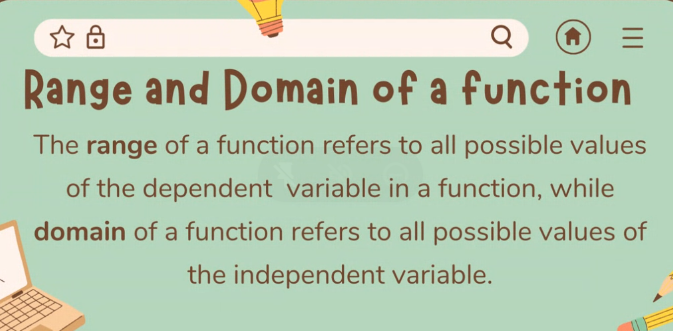 Range and Domain of a function
The range of a function refers to all possible values
of the dependent variable in a function, while
domain of a function refers to all possible values of
the independent variable.